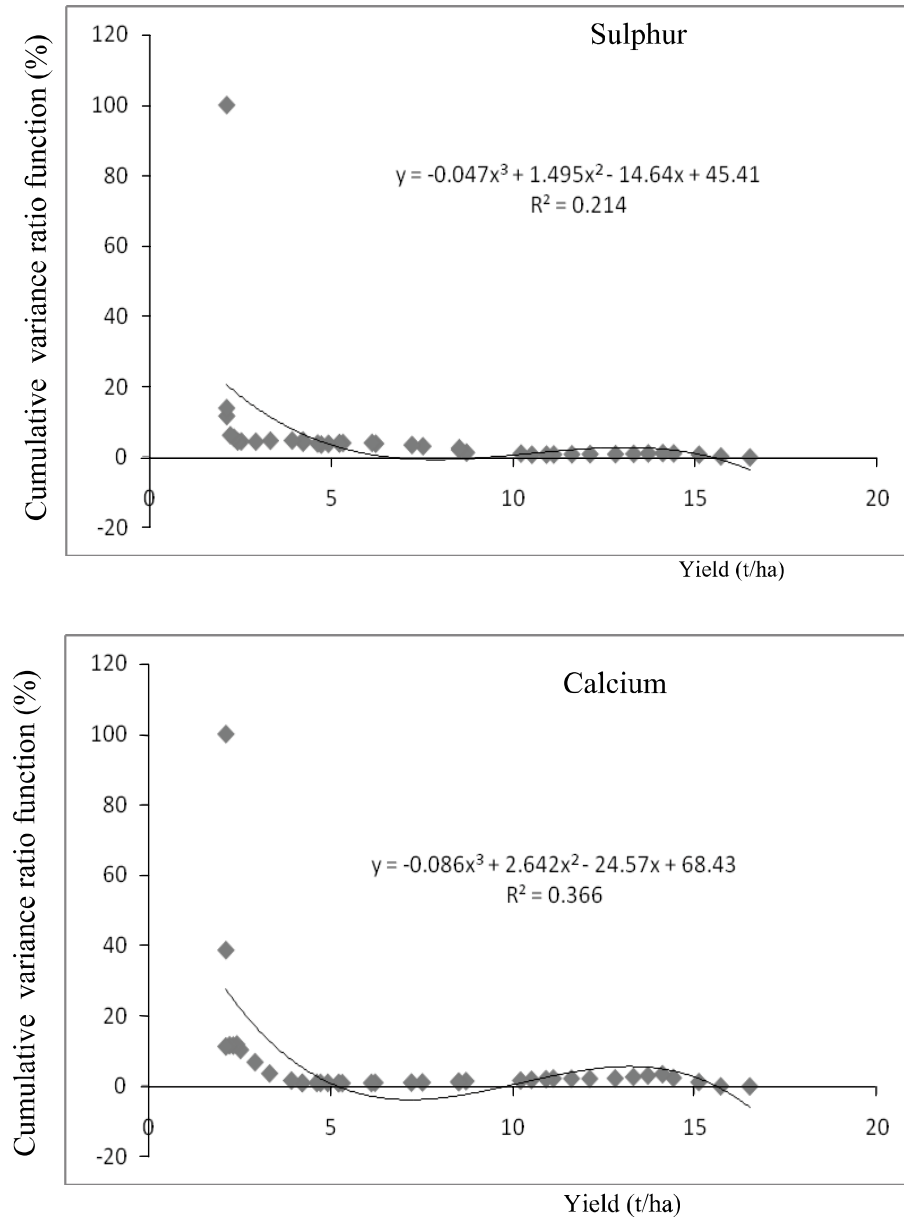 Sulphur
Cumulative variance ratio function (%)
120
100
80
60
40
20
0
-20
y = -0.047x³ + 1.495x² - 14.64x + 45.41
R² = 0.214
0 5 10 15 20
Yield (t/ha)
Calcium
Cumulative variance ratio function (%)
120
100
80
60
40
20
0
-20
y = -0.086x³ + 2.642x² - 24.57x + 68.43
R² = 0.366
0 5 10 15 20
Yield (t/ha)